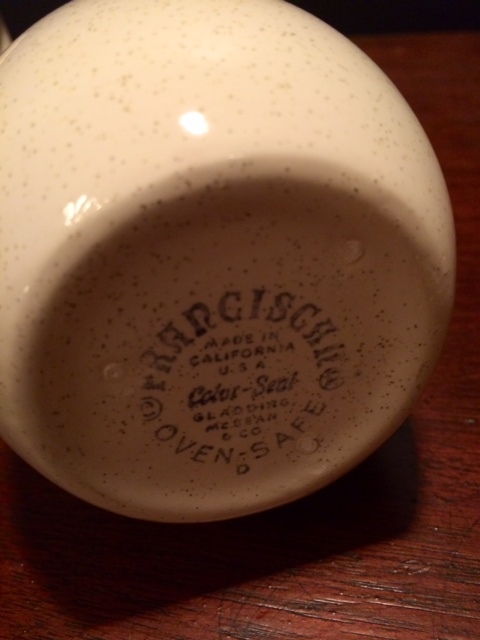 FRANCISCAN
MADE IN
CALIFORNIA
U.S.A.
Color-Seal
GLADDING,
McBEAN
& CO.
OVEN-SAFE